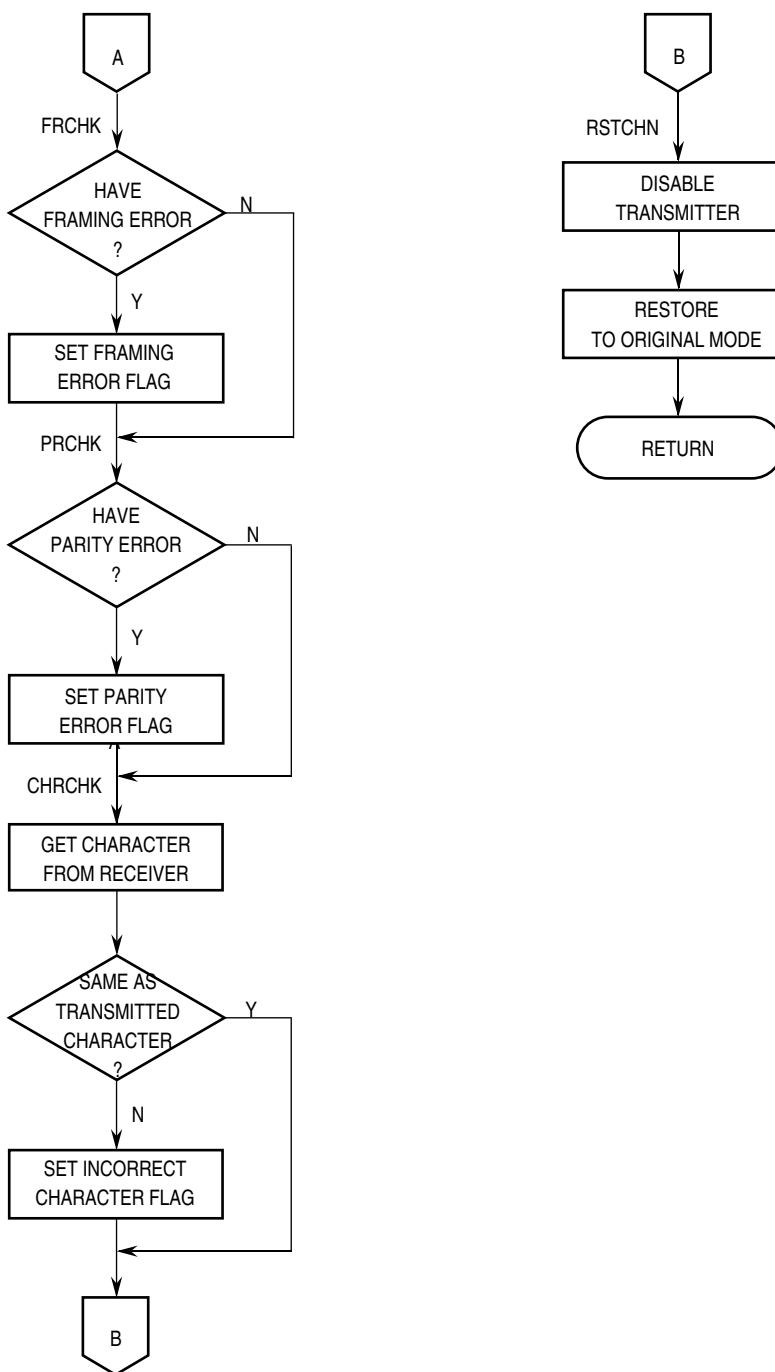 A
FRCHK
HAVE
FRAMING ERROR
?
N
Y
SET FRAMING
ERROR FLAG
PRCHK
HAVE
PARITY ERROR
?
N
Y
SET PARITY
ERROR FLAG
CHRCHK
GET CHARACTER
FROM RECEIVER
SAME AS
TRANSMITTED
CHARACTER
?
Y
N
SET INCORRECT
CHARACTER FLAG
B
B
RSTCHN
DISABLE
TRANSMITTER
RESTORE
TO ORIGINAL MODE
RETURN